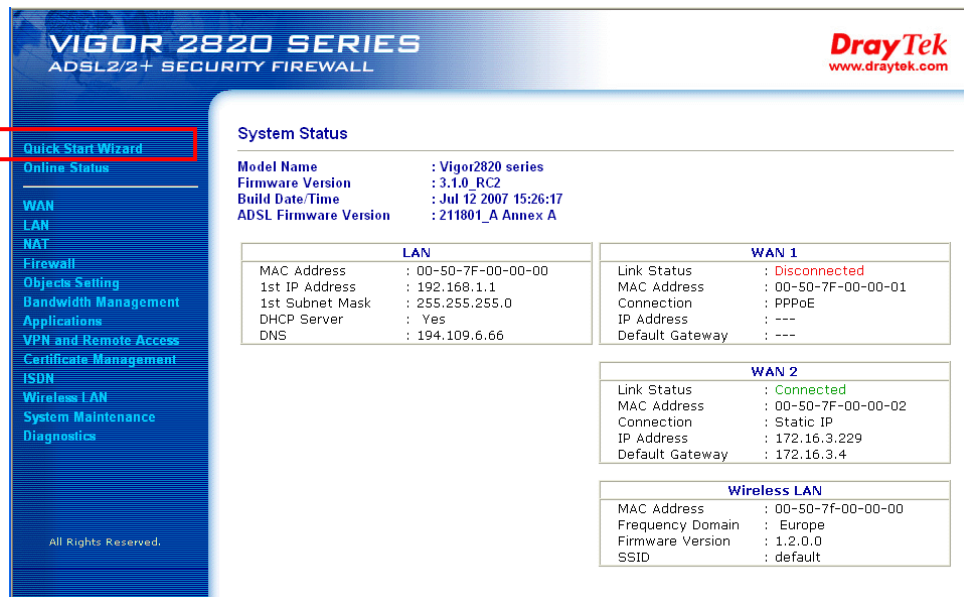 VIGOR 2820 SERIES
ADSL2/2+ SECURITY FIREWALL
DrayTek
www.draytek.com
Quick Start Wizard
Online Status
WAN
LAN
NAT
Firewall
Objects Setting
Bandwidth Management
Applications
VPN and Remote Access
Certificate Management
ISDN
Wireless LAN
System Maintenance
Diagnostics
All Rights Reserved.
System Status
Model Name : Vigor2820 series
Firmware Version : 3.1.0_RC2
Build Date/Time : Jul 12 2007 15:26:17
ADSL Firmware Version : 211801_A Annex A
LAN
MAC Address : 00-50-7F-00-00-00
1st IP Address : 192.168.1.1
1st Subnet Mask : 255.255.255.0
DHCP Server : Yes
DNS : 194.109.6.66
WAN 1
Link Status : Disconnected
MAC Address : 00-50-7F-00-00-01
Connection : PPPoE
IP Address : ---
Default Gateway : ---
WAN 2
Link Status : Connected
MAC Address : 00-50-7F-00-00-02
Connection : Static IP
IP Address : 172.16.3.229
Default Gateway : 172.16.3.4
Wireless LAN
MAC Address : 00-50-7f-00-00-00
Frequency Domain : Europe
Firmware Version : 1.2.0.0
SSID : default